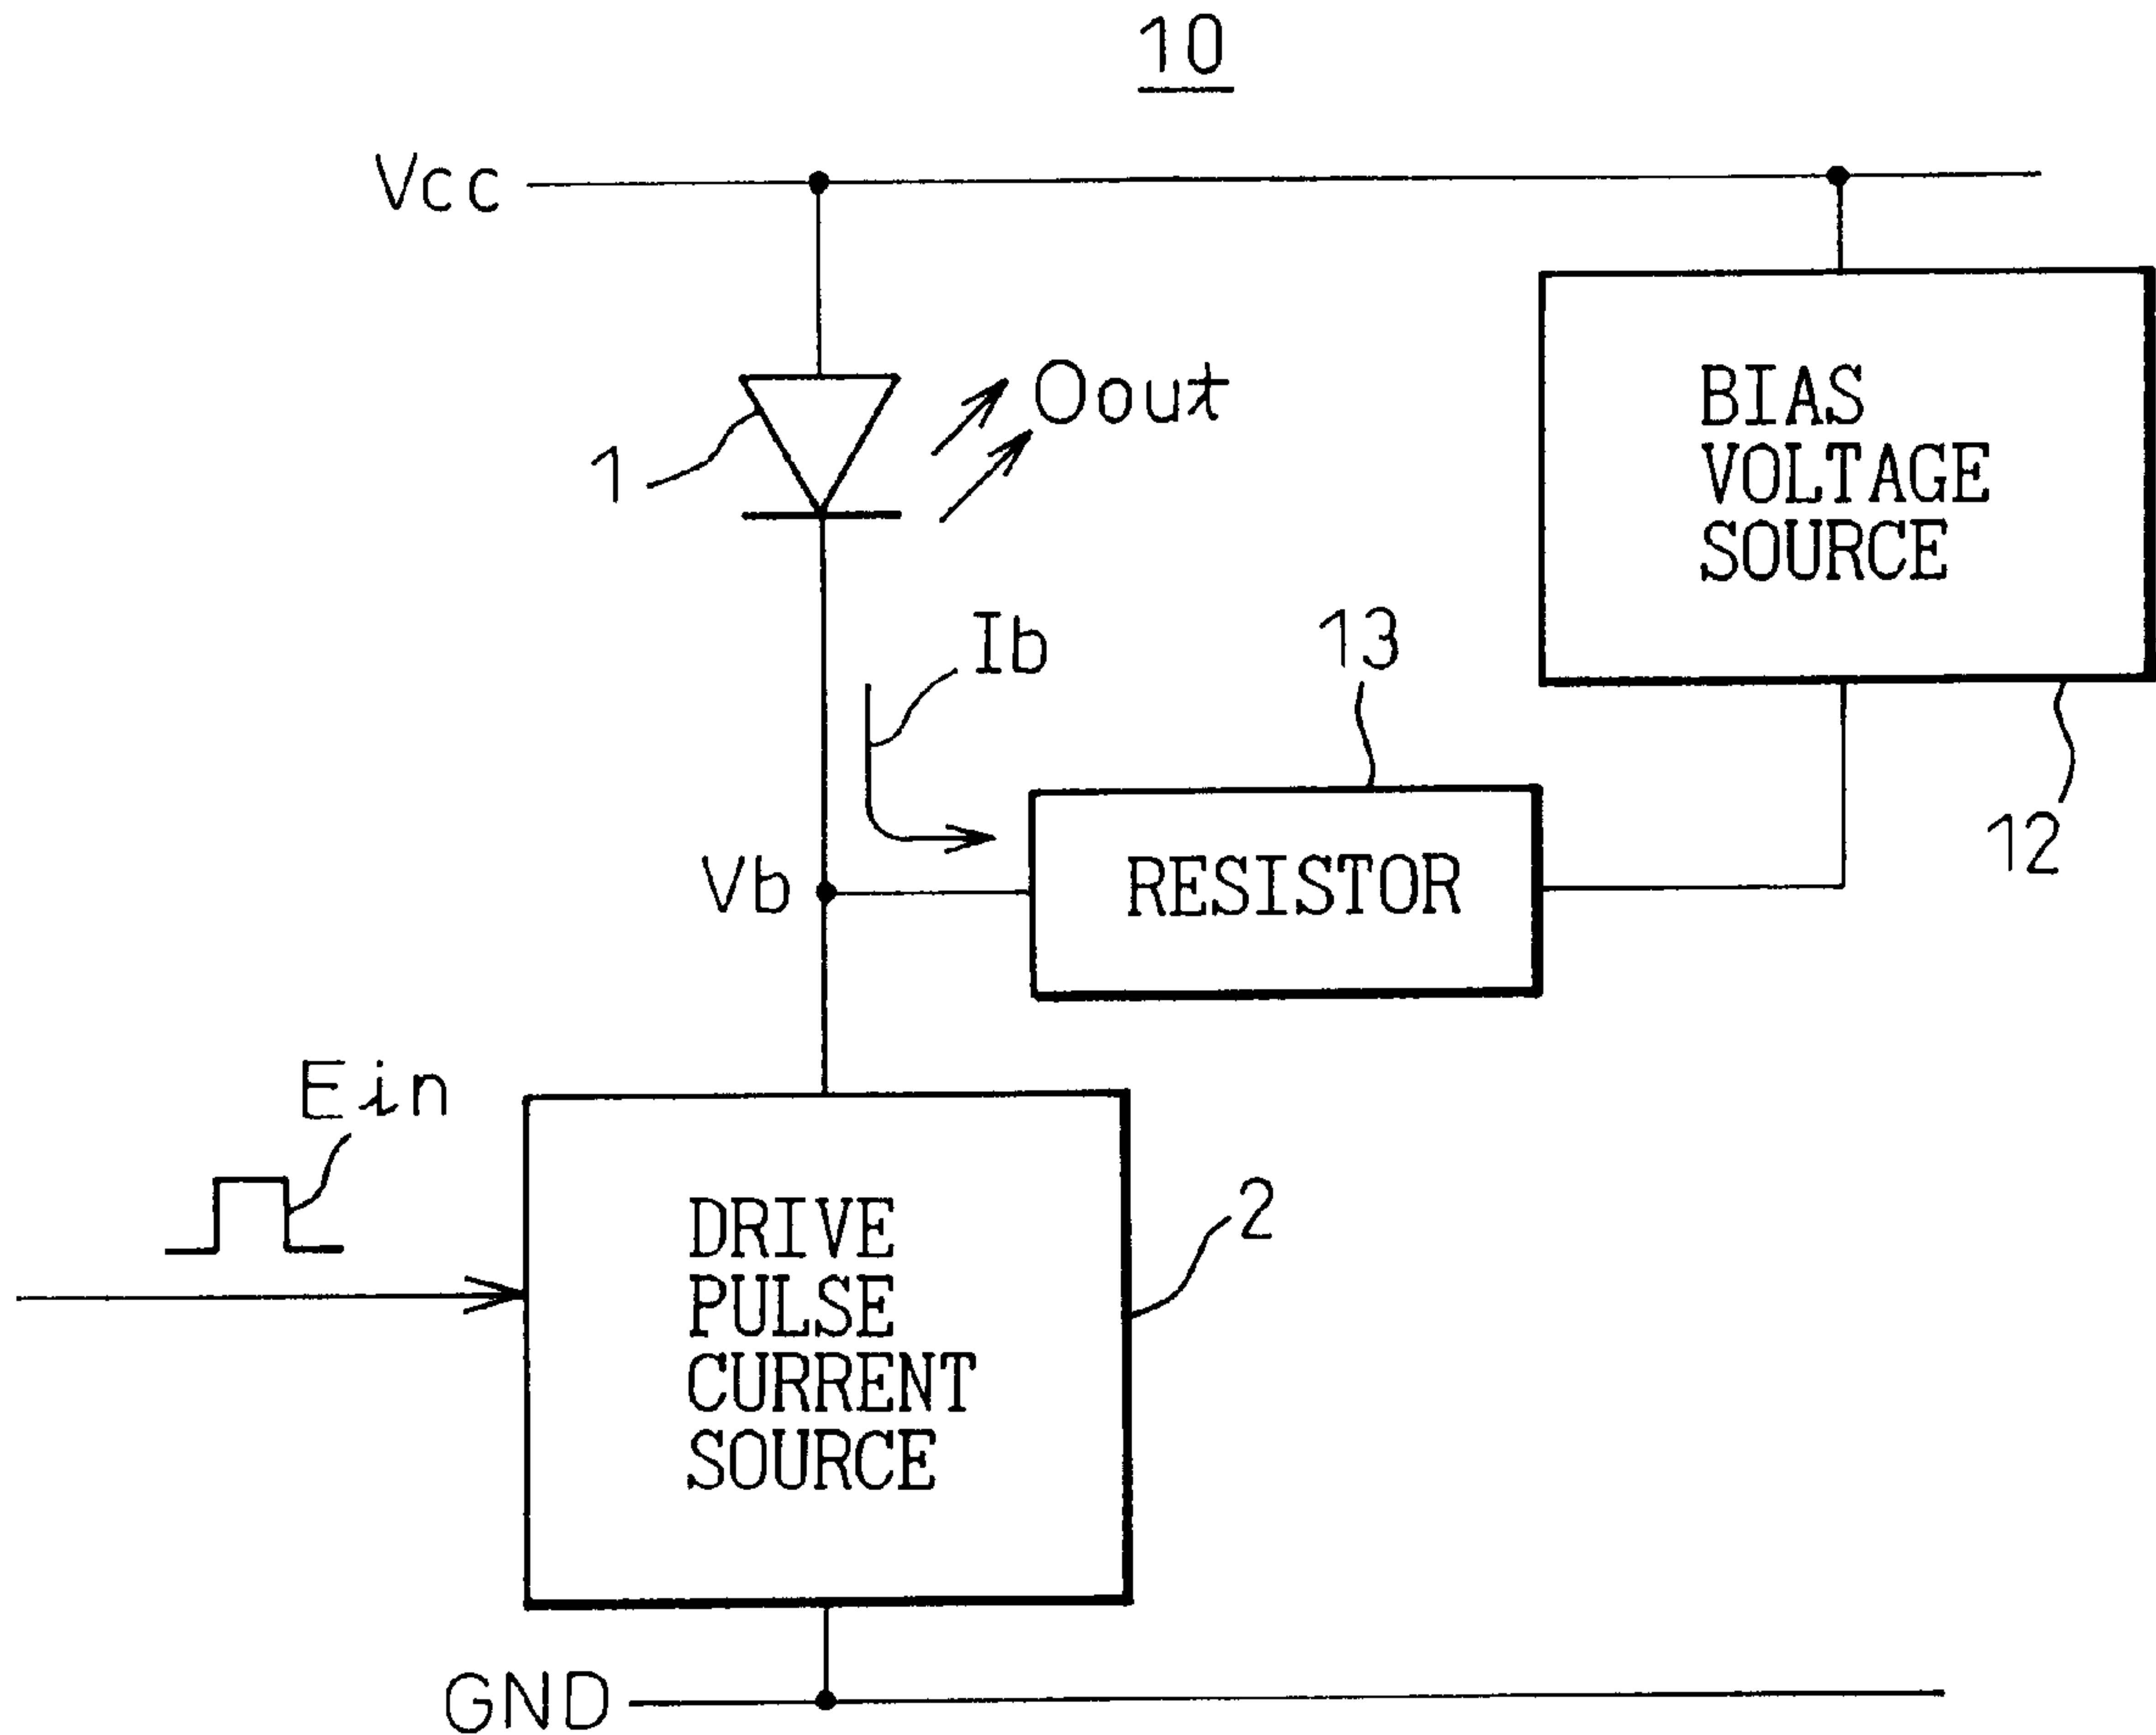 10
Vcc
Oout
1
BIAS
VOLTAGE
SOURCE
Ib
13
12
Vb
RESISTOR
Ein
2
DRIVE
PULSE
CURRENT
SOURCE
GND